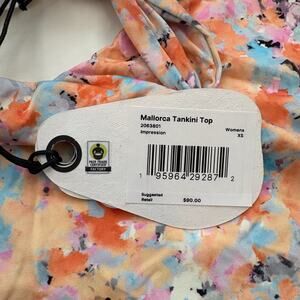 Mallorca Tankini Top
2063801
Impression
Womens
XS
FAIR TRADE
CERTIFIED
FACTORY
1 95964 29287 2
Suggested
Retail
$90.00